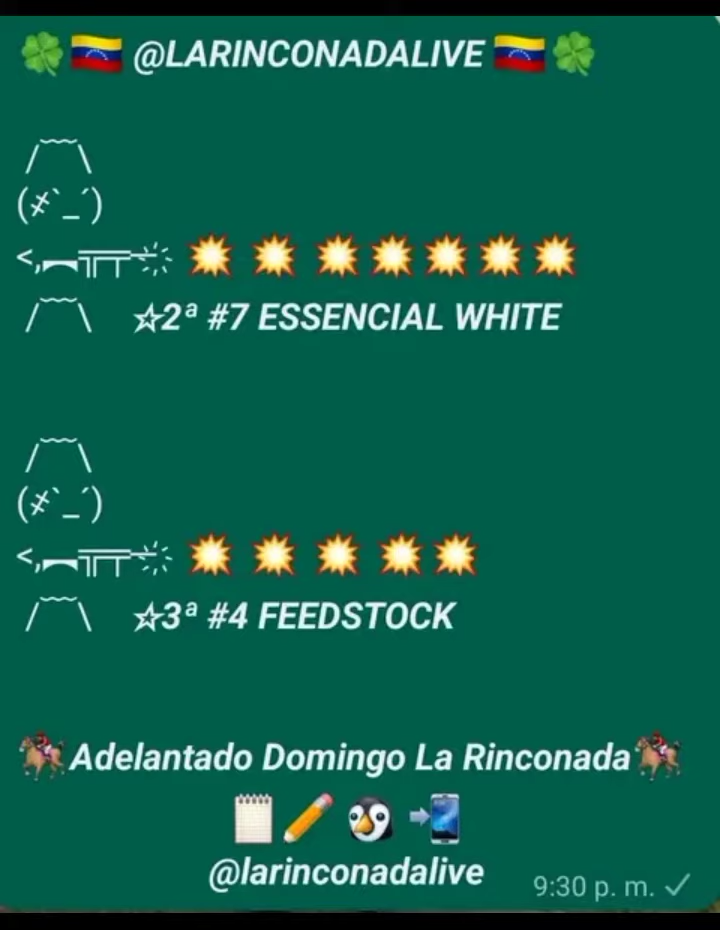 🍀🇻🇪 @LARINCONADALIVE 🇻🇪🍀
/﹋\
(҂`_´)
<,︻╦╤─҉ 💥 💥 💥 💥 💥 💥 💥
/﹋\ ☆2ª #7 ESSENCIAL WHITE
/﹋\
(҂`_´)
<,︻╦╤─҉ 💥 💥 💥 💥 💥
/﹋\ ☆3ª #4 FEEDSTOCK
🏇Adelantado Domingo La Rinconada🏇
🗒✏🐧📲
@larinconadalive
9:30 p. m. ✓